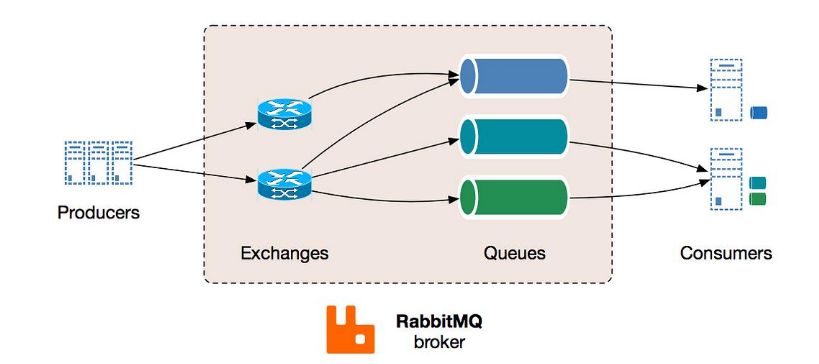 Producers
Exchanges
Queues
Consumers
RabbitMQ
broker